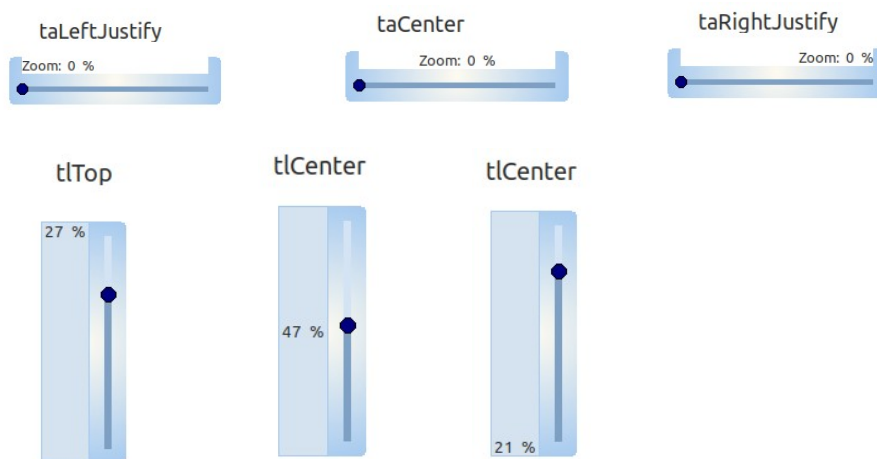 taLeftJustify
taCenter
taRightJustify
Zoom: 0 %
Zoom: 0 %
Zoom: 0 %
tlTop
tlCenter
tlCenter
27 %
47 %
21 %